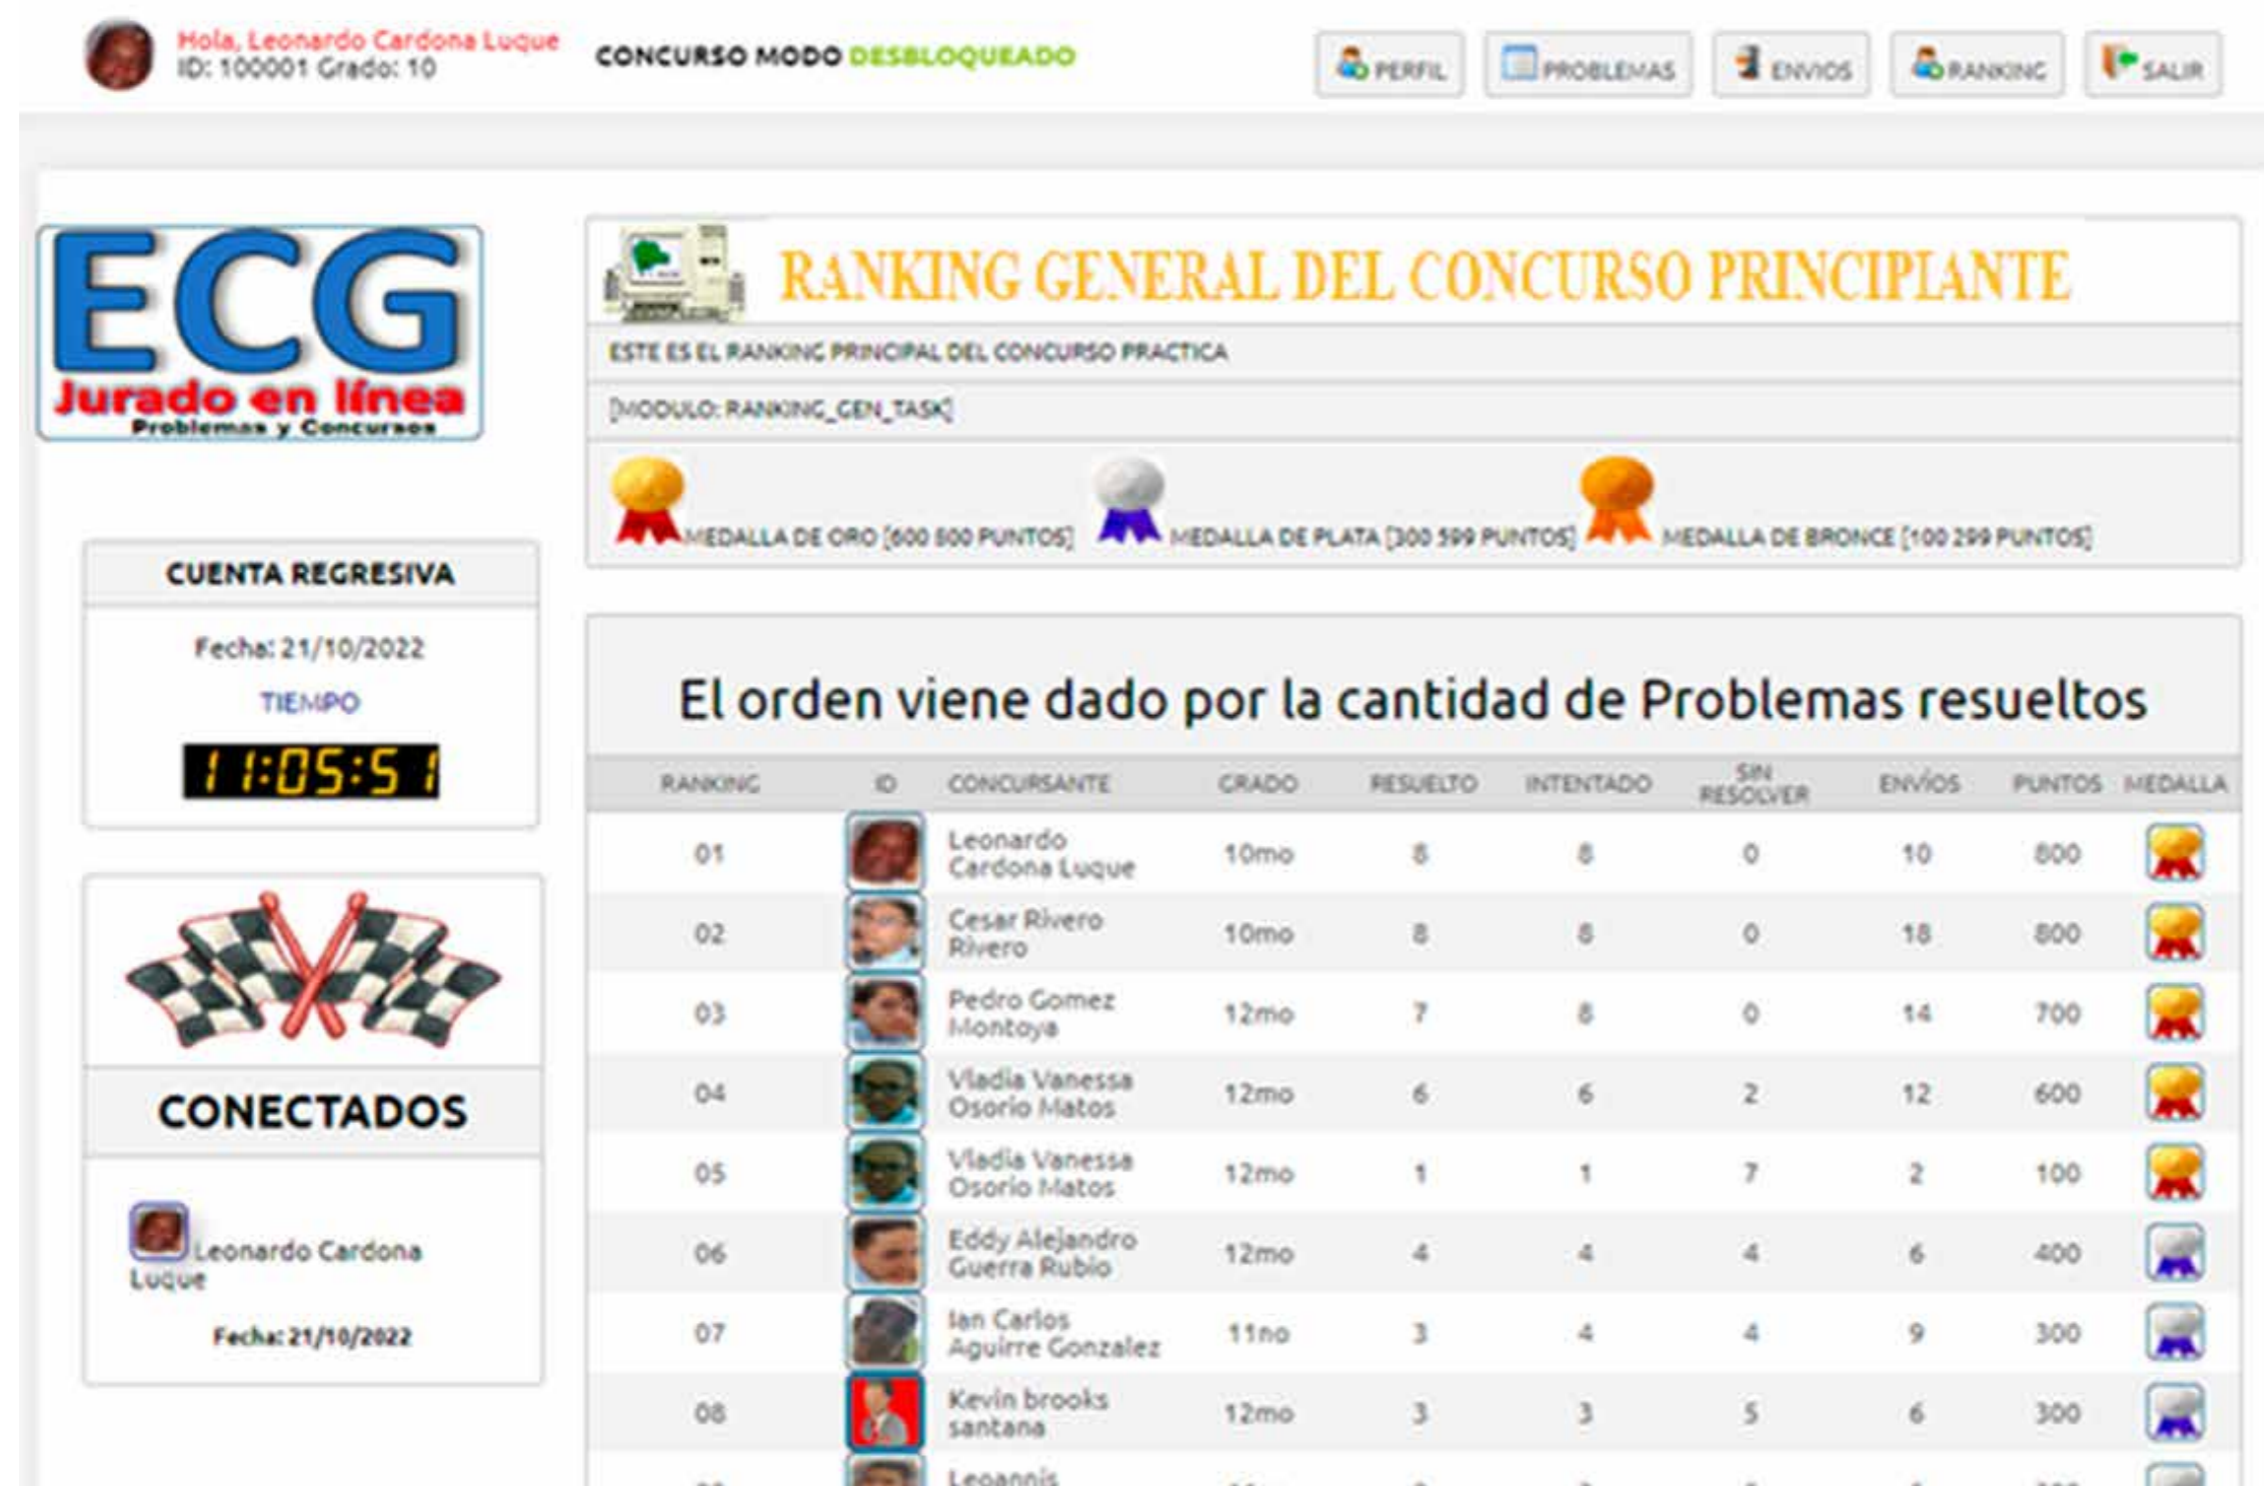 Hola, Leonardo Cardona Luque
ID: 100001 Grado: 10
CONCURSO MODO DESBLOQUEADO
PERFIL
PROBLEMAS
ENVIOS
RANKING
SALIR
ECG
Jurado en línea
Problemas y Concursos
CUENTA REGRESIVA
Fecha: 21/10/2022
TIEMPO
11:05:51
CONECTADOS
Leonardo Cardona
Luque
Fecha: 21/10/2022
RANKING GENERAL DEL CONCURSO PRINCIPIANTE
ESTE ES EL RANKING PRINCIPAL DEL CONCURSO PRACTICA
[MODULO: RANKING_GEN_TASK]
MEDALLA DE ORO [600 800 PUNTOS] MEDALLA DE PLATA [300 599 PUNTOS] MEDALLA DE BRONCE [100 299 PUNTOS]
El orden viene dado por la cantidad de Problemas resueltos
RANKING ID CONCURSANTE GRADO RESUELTO INTENTADO SIN RESOLVER ENVÍOS PUNTOS MEDALLA
01 Leonardo Cardona Luque 10mo 8 8 0 10 800
02 Cesar Rivero Rivero 10mo 8 8 0 18 800
03 Pedro Gomez Montoya 12mo 7 8 0 14 700
04 Vladia Vanessa Osorio Matos 12mo 6 6 2 12 600
05 Vladia Vanessa Osorio Matos 12mo 1 1 7 2 100
06 Eddy Alejandro Guerra Rubio 12mo 4 4 4 6 400
07 Ian Carlos Aguirre Gonzalez 11no 3 4 4 9 300
08 Kevin brooks santana 12mo 3 3 5 6 300
Leoannis